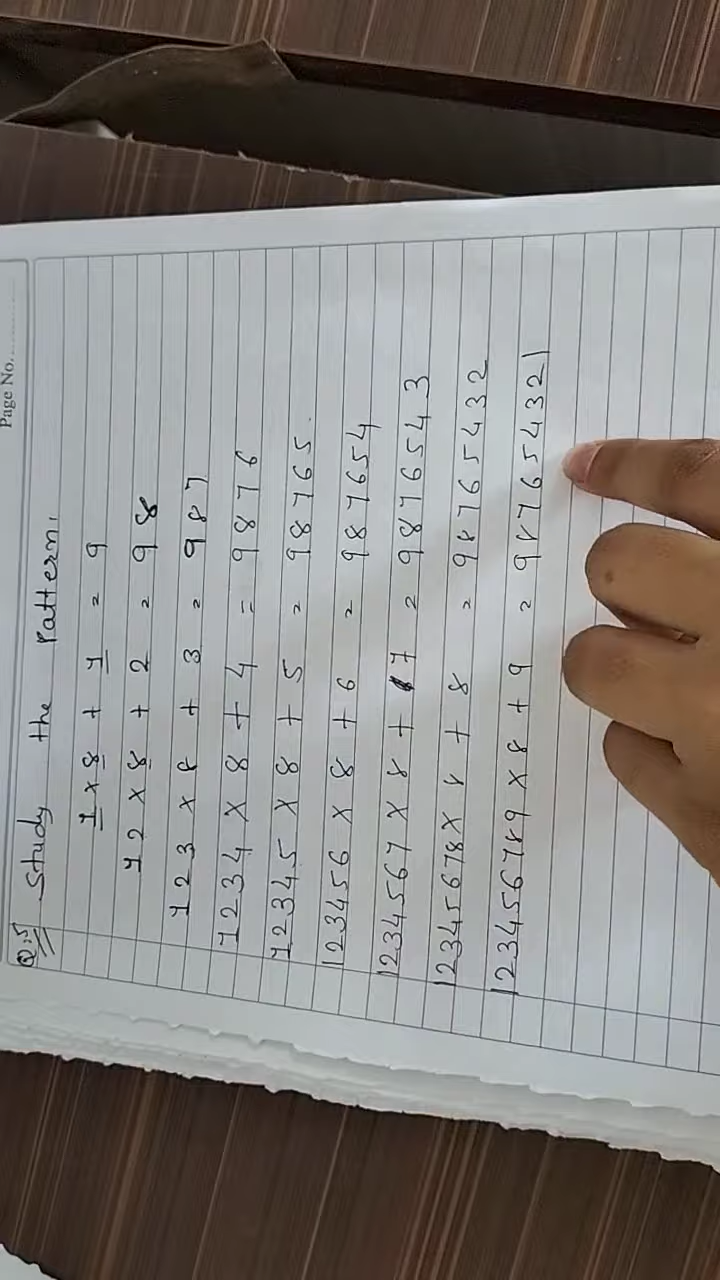 Page No. ............
Q:5 Study the Pattern,
1 x 8 + 1 = 9
12 x 8 + 2 = 98
123 x 8 + 3 = 987
1234 x 8 + 4 = 9876
12345 x 8 + 5 = 98765.
123456 x 8 + 6 = 987654
1234567 x 8 + 7 = 9876543
12345678 x 8 + 8 = 98765432
123456789 x 8 + 9 = 987654321